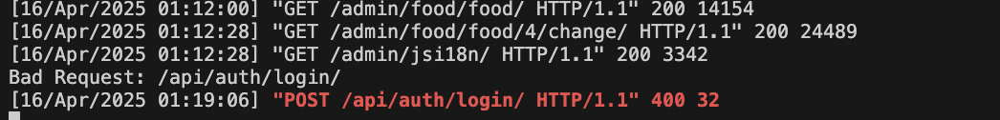 [16/Apr/2025 01:12:00] "GET /admin/food/food/ HTTP/1.1" 200 14154
[16/Apr/2025 01:12:28] "GET /admin/food/food/4/change/ HTTP/1.1" 200 24489
[16/Apr/2025 01:12:28] "GET /admin/jsi18n/ HTTP/1.1" 200 3342
Bad Request: /api/auth/login/
[16/Apr/2025 01:19:06] "POST /api/auth/login/ HTTP/1.1" 400 32